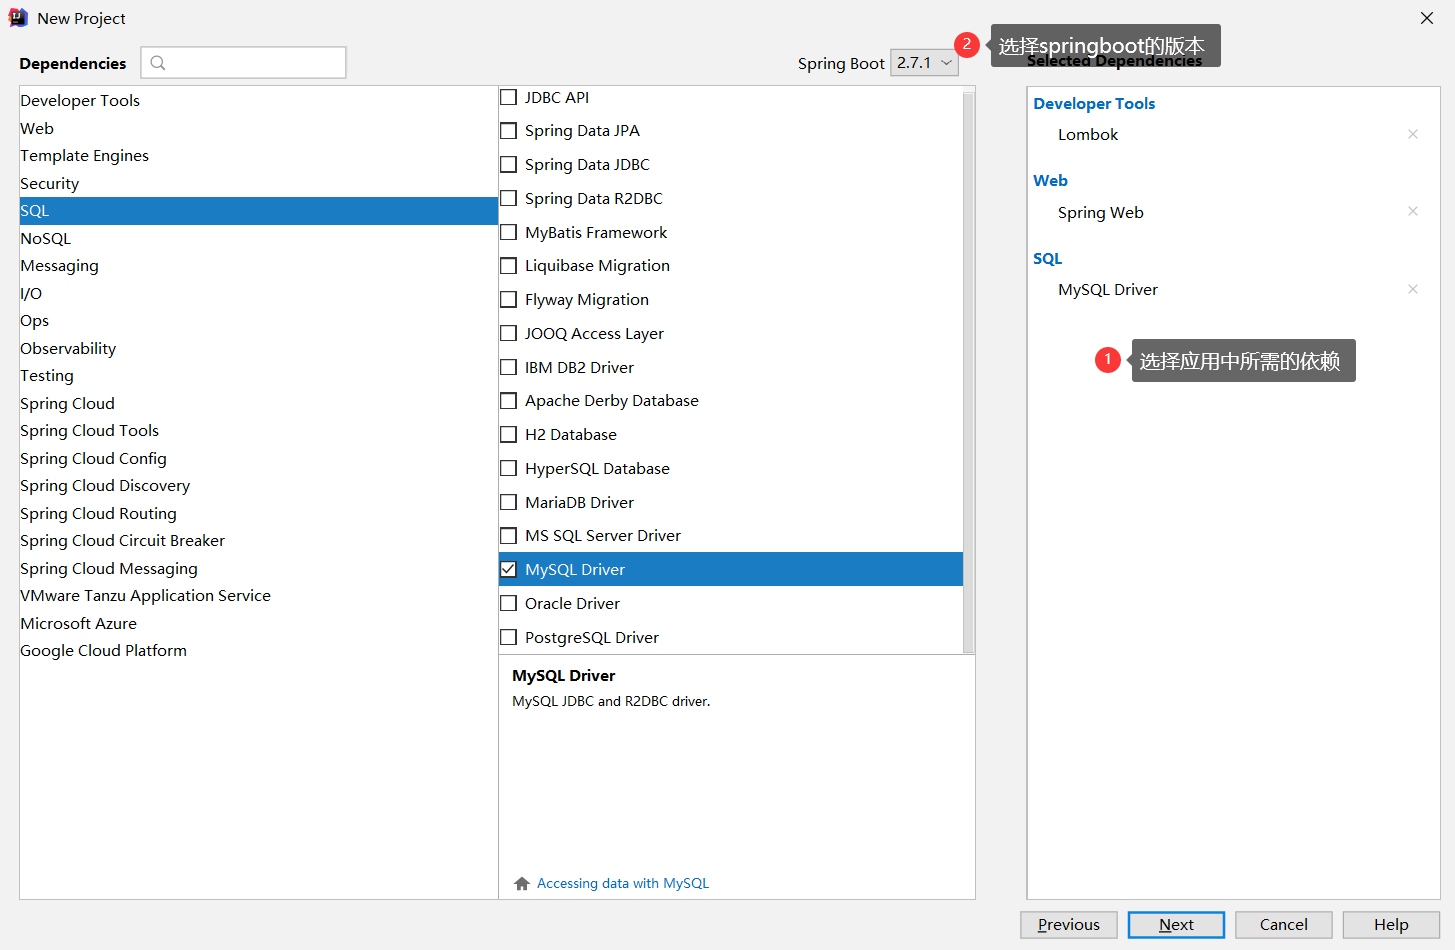 New Project
Dependencies
Spring Boot 2.7.1
2 选择springboot的版本
Selected Dependencies
Developer Tools
Web
Template Engines
Security
SQL
NoSQL
Messaging
I/O
Ops
Observability
Testing
Spring Cloud
Spring Cloud Tools
Spring Cloud Config
Spring Cloud Discovery
Spring Cloud Routing
Spring Cloud Circuit Breaker
Spring Cloud Messaging
VMware Tanzu Application Service
Microsoft Azure
Google Cloud Platform
JDBC API
Spring Data JPA
Spring Data JDBC
Spring Data R2DBC
MyBatis Framework
Liquibase Migration
Flyway Migration
JOOQ Access Layer
IBM DB2 Driver
Apache Derby Database
H2 Database
HyperSQL Database
MariaDB Driver
MS SQL Server Driver
MySQL Driver
Oracle Driver
PostgreSQL Driver
MySQL Driver
MySQL JDBC and R2DBC driver.
Accessing data with MySQL
Developer Tools
Lombok
Web
Spring Web
SQL
MySQL Driver
1 选择应用中所需的依赖
Previous
Next
Cancel
Help